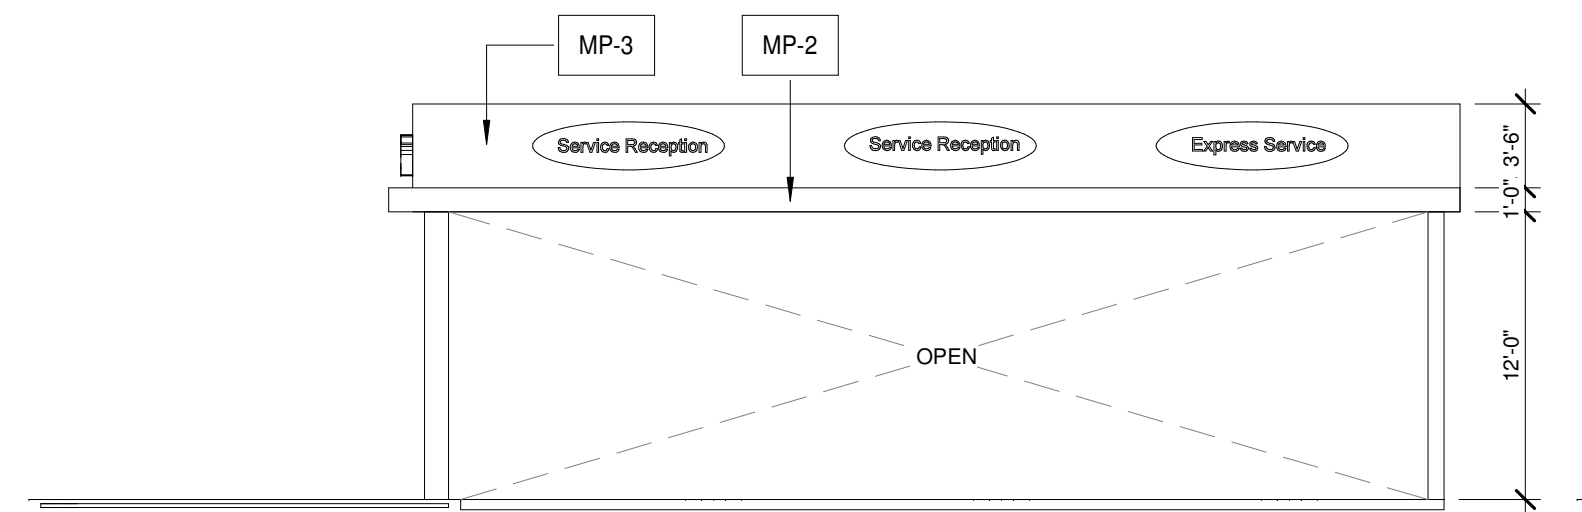 MP-3
MP-2
Service Reception
Service Reception
Express Service
3'-6"
1'-0"
OPEN
12'-0"